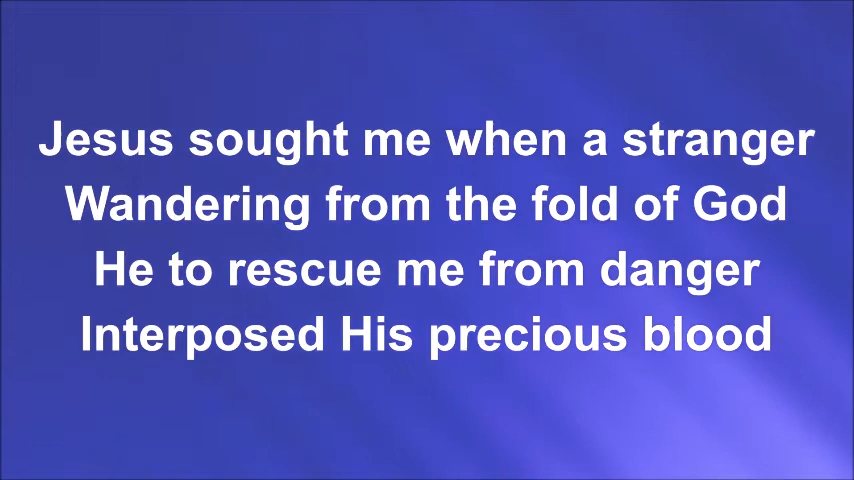 Jesus sought me when a stranger
Wandering from the fold of God
He to rescue me from danger
Interposed His precious blood